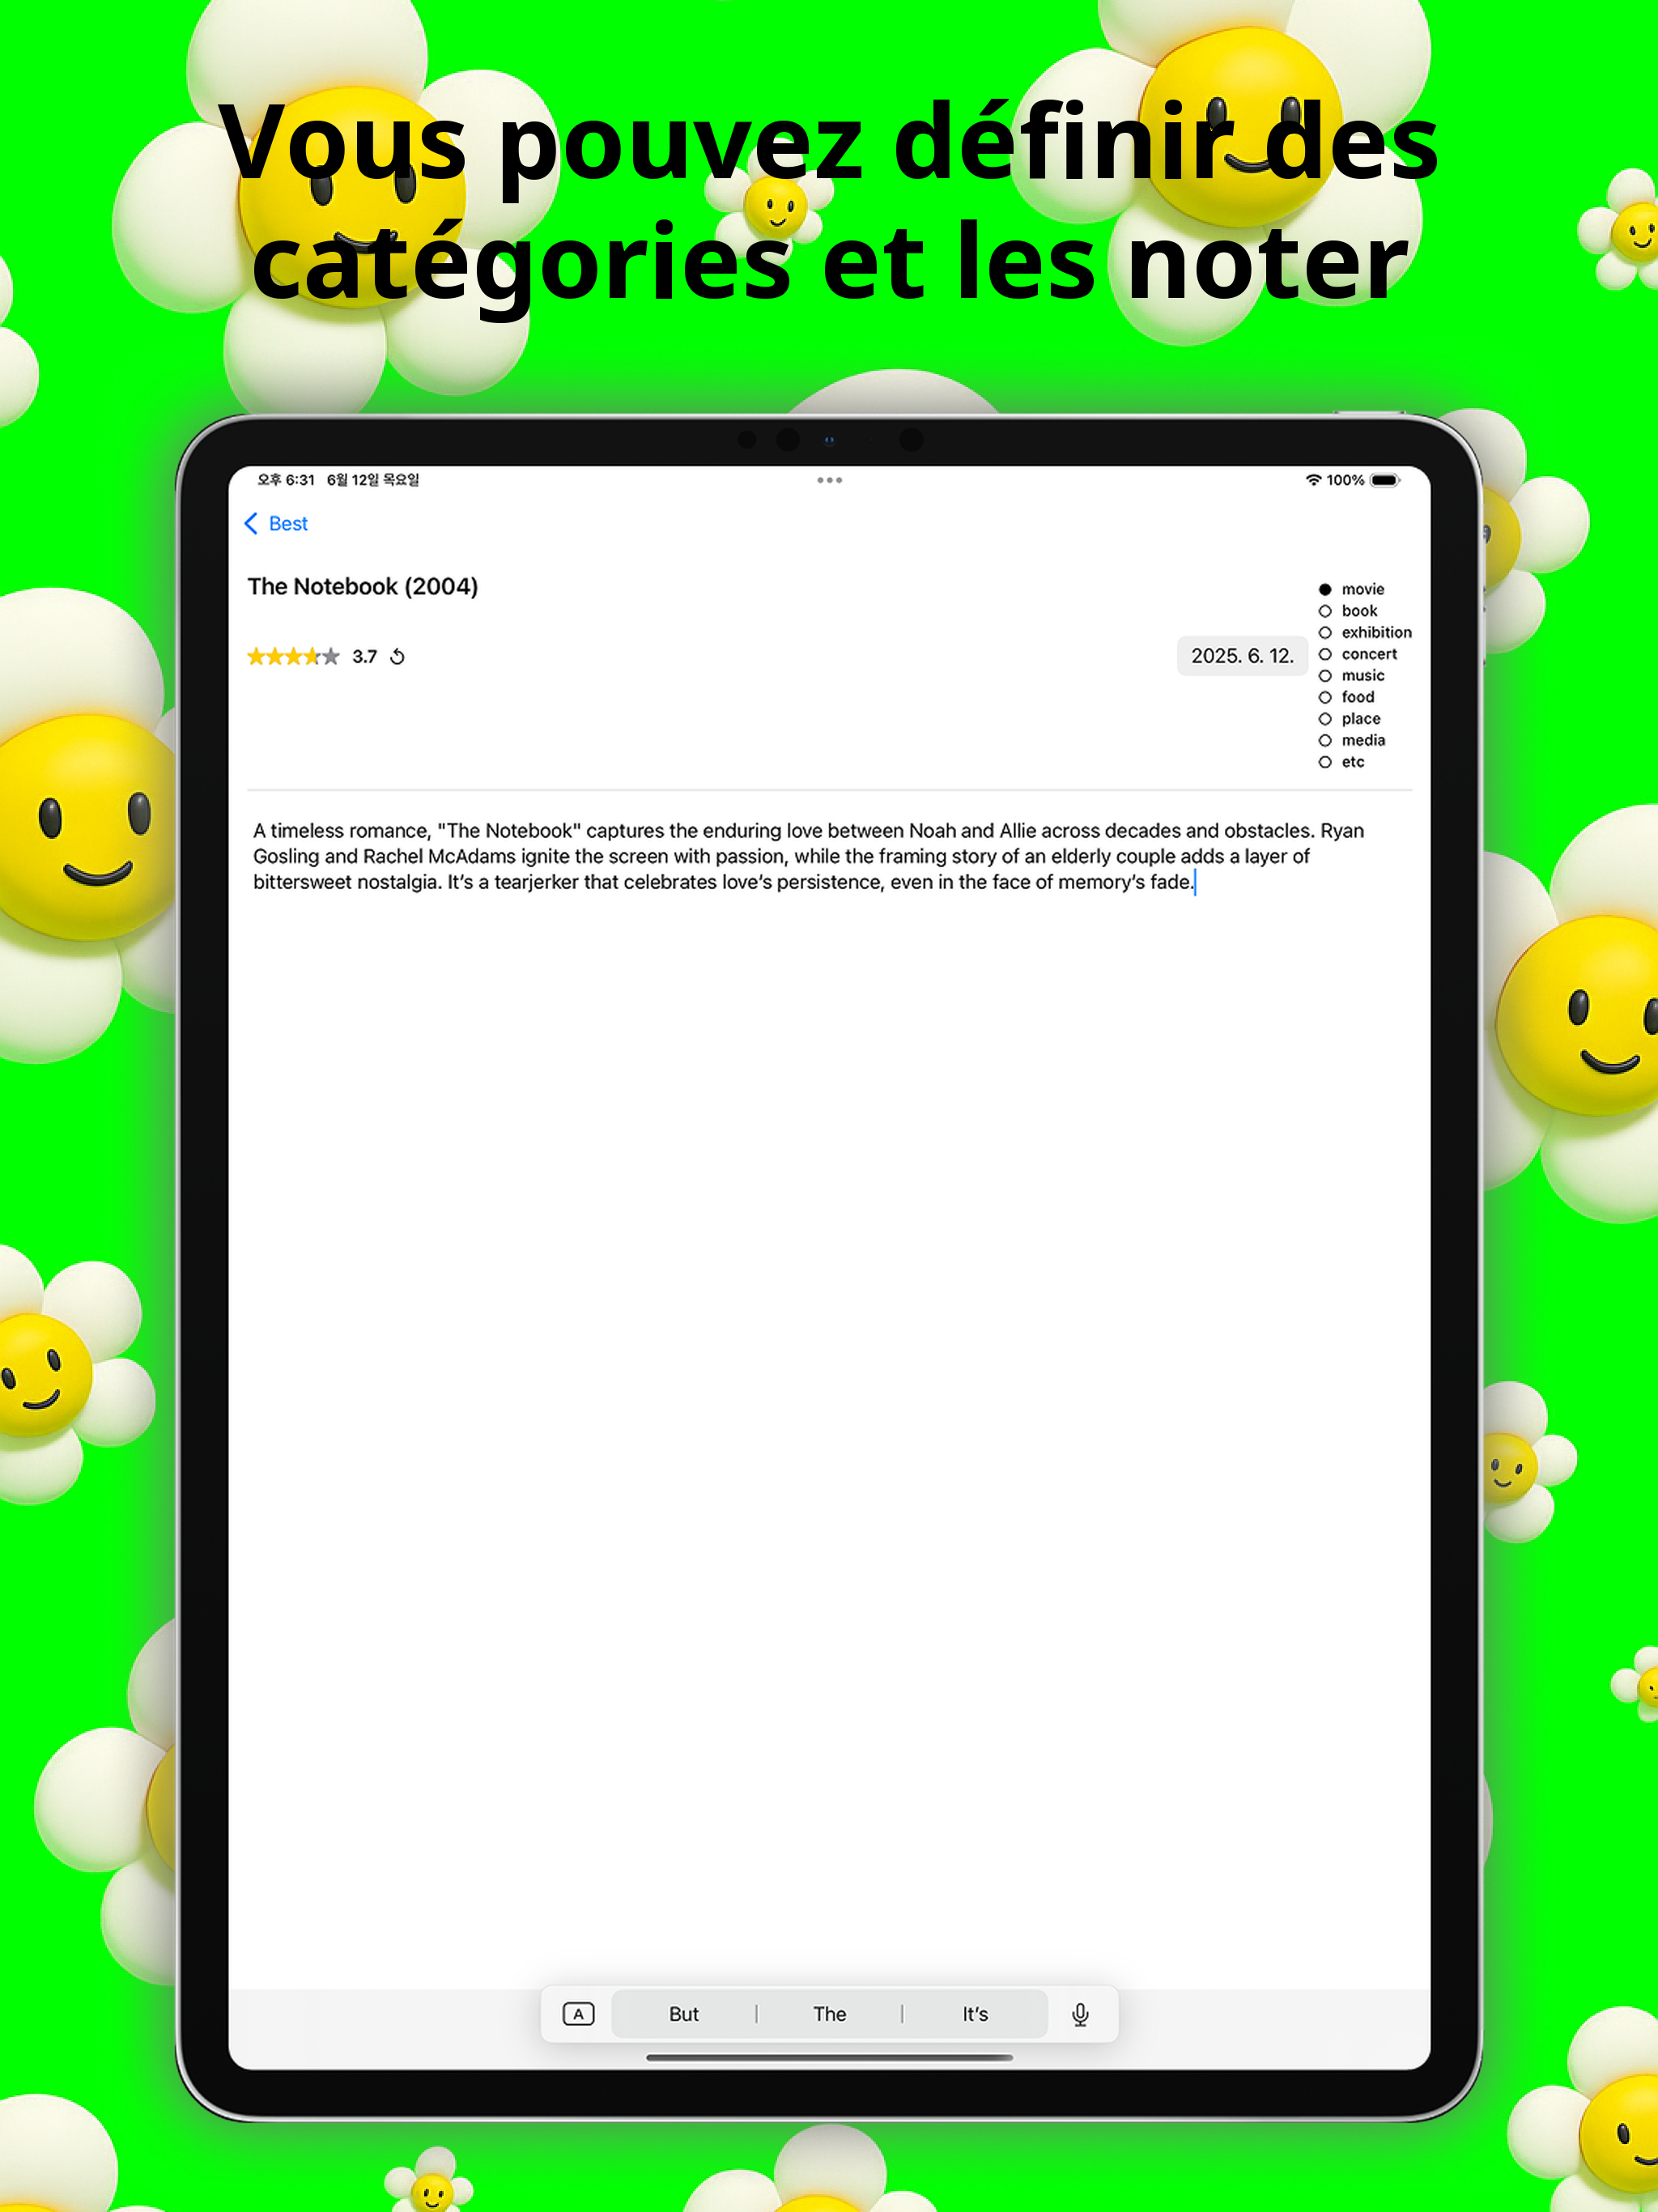 Vous pouvez définir des
catégories et les noter
오후 6:31 6월 12일 목요일
100%
Best
The Notebook (2004)
3.7
2025. 6. 12.
movie
book
exhibition
concert
music
food
place
media
etc
A timeless romance, "The Notebook" captures the enduring love between Noah and Allie across decades and obstacles. Ryan
Gosling and Rachel McAdams ignite the screen with passion, while the framing story of an elderly couple adds a layer of
bittersweet nostalgia. It’s a tearjerker that celebrates love’s persistence, even in the face of memory’s fade.
A But The It’s